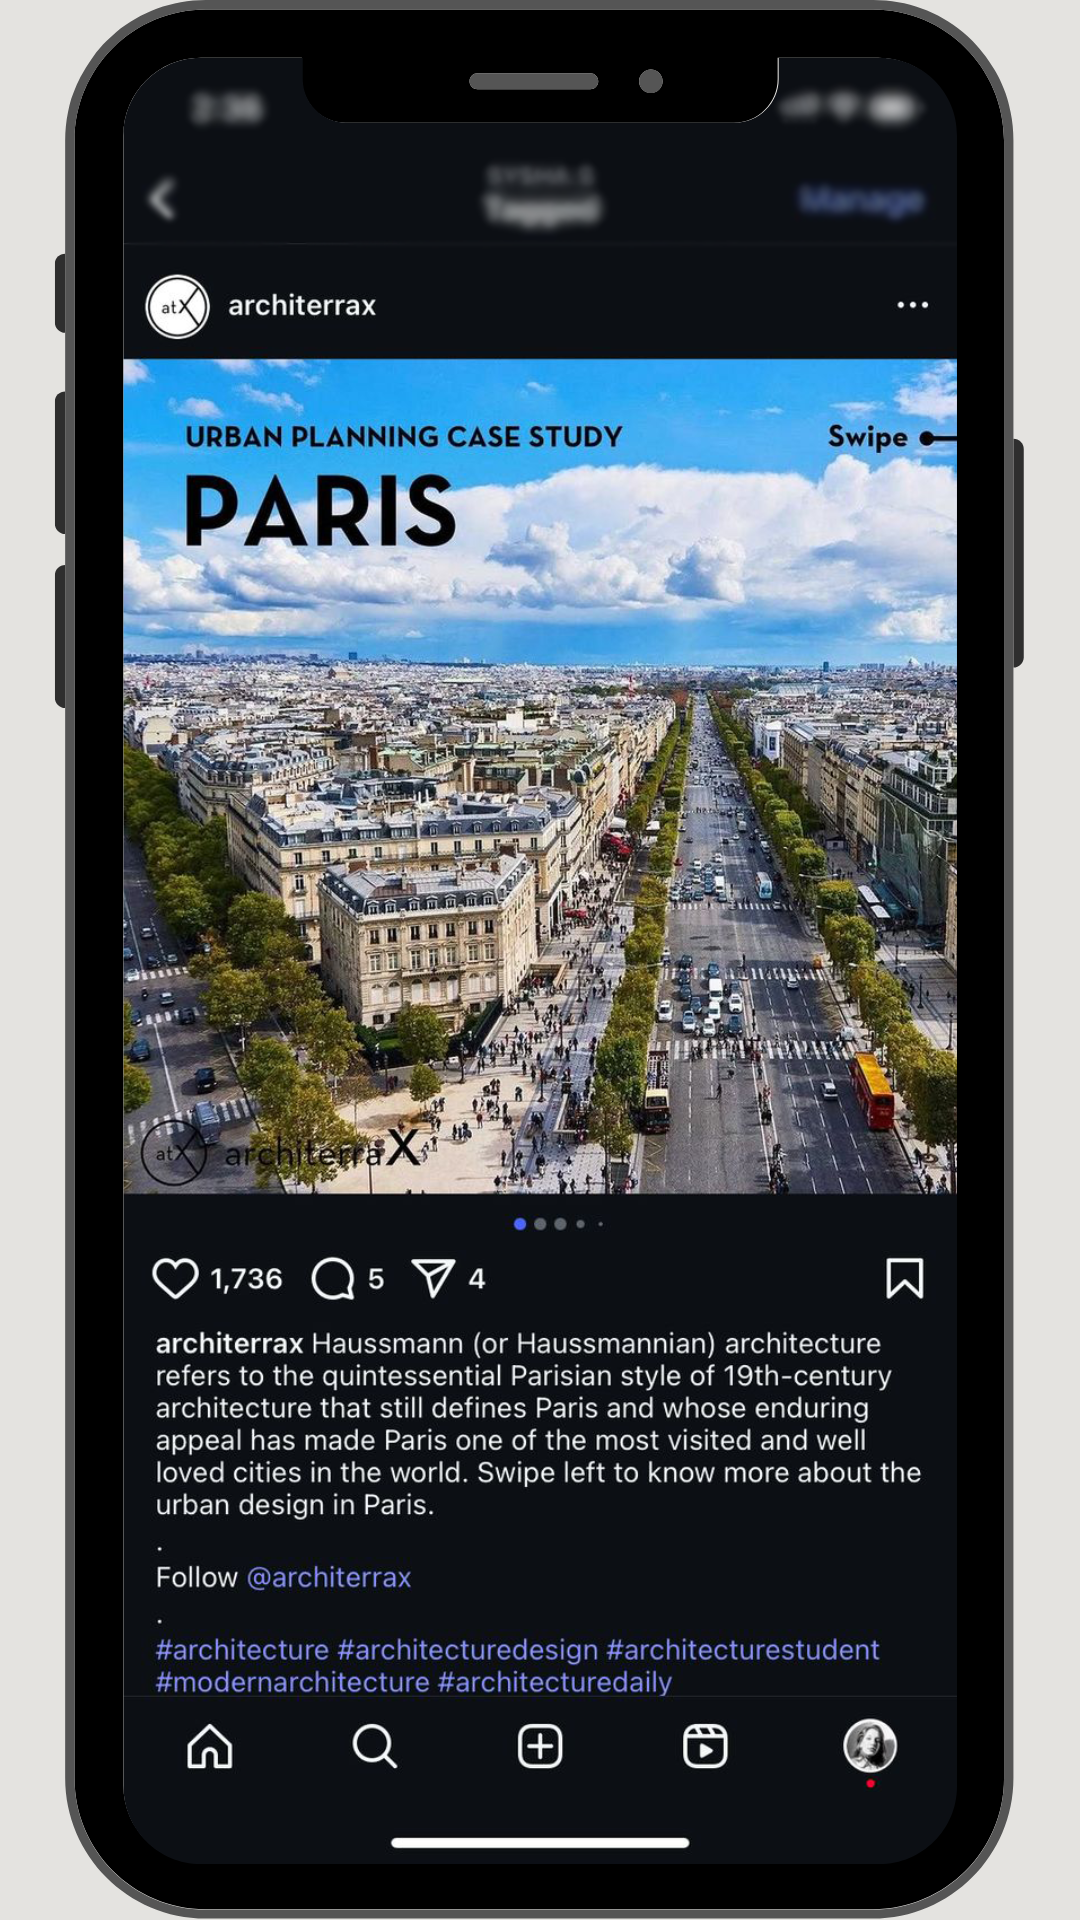 2:36
Tagged
Manage
atX
architerrax
URBAN PLANNING CASE STUDY
Swipe
PARIS
atX architerraX
1,736 5 4
architerrax Haussmann (or Haussmannian) architecture
refers to the quintessential Parisian style of 19th-century
architecture that still defines Paris and whose enduring
appeal has made Paris one of the most visited and well
loved cities in the world. Swipe left to know more about the
urban design in Paris.
.
Follow @architerrax
.
#architecture #architecturedesign #architecturestudent
#modernarchitecture #architecturedaily